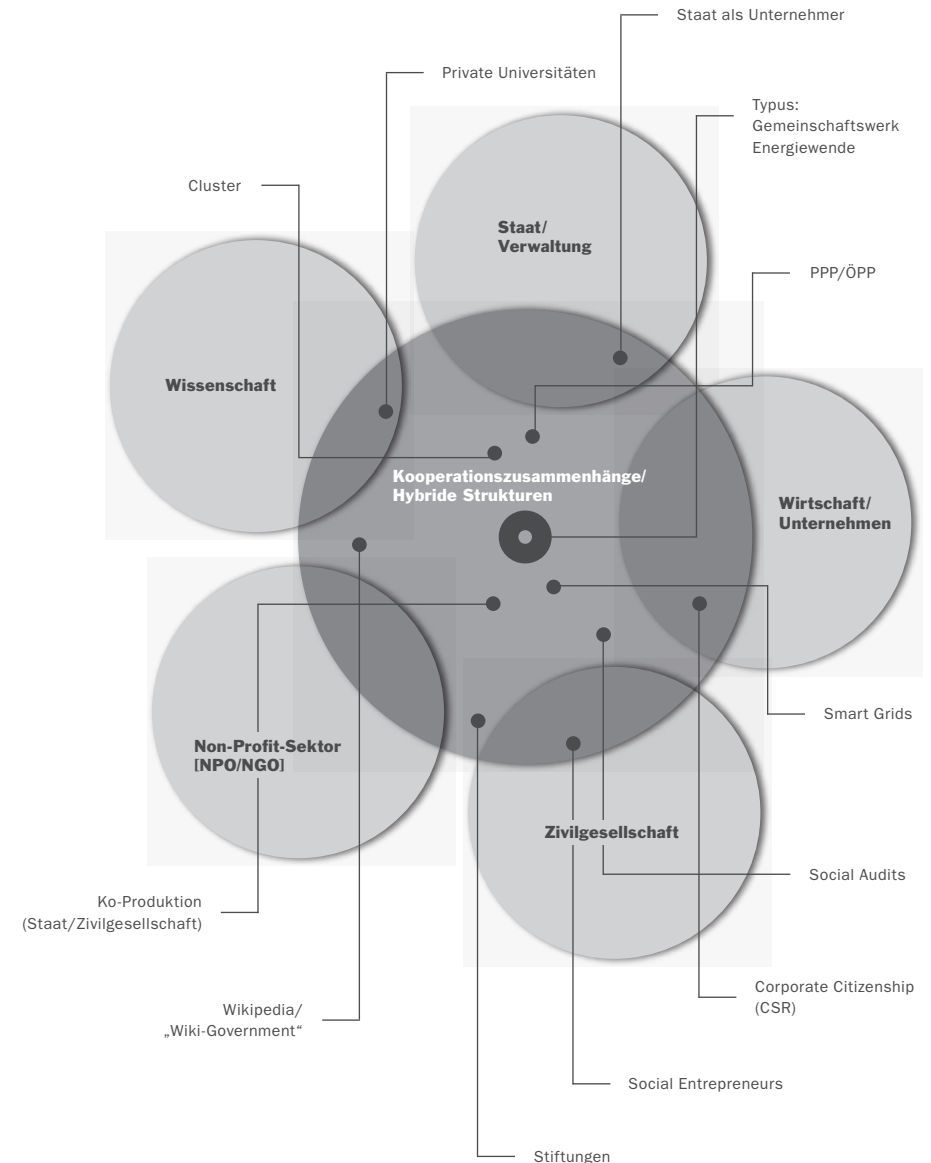 Staat als Unternehmer
Private Universitäten
Typus:
Gemeinschaftswerk
Energiewende
Cluster
Staat/
Verwaltung
PPP/ÖPP
Wissenschaft
Kooperationszusammenhänge/
Hybride Strukturen
Wirtschaft/
Unternehmen
Smart Grids
Non-Profit-Sektor
[NPO/NGO]
Zivilgesellschaft
Social Audits
Ko-Produktion
(Staat/Zivilgesellschaft)
Corporate Citizenship
(CSR)
Wikipedia/
„Wiki-Government“
Social Entrepreneurs
Stiftungen